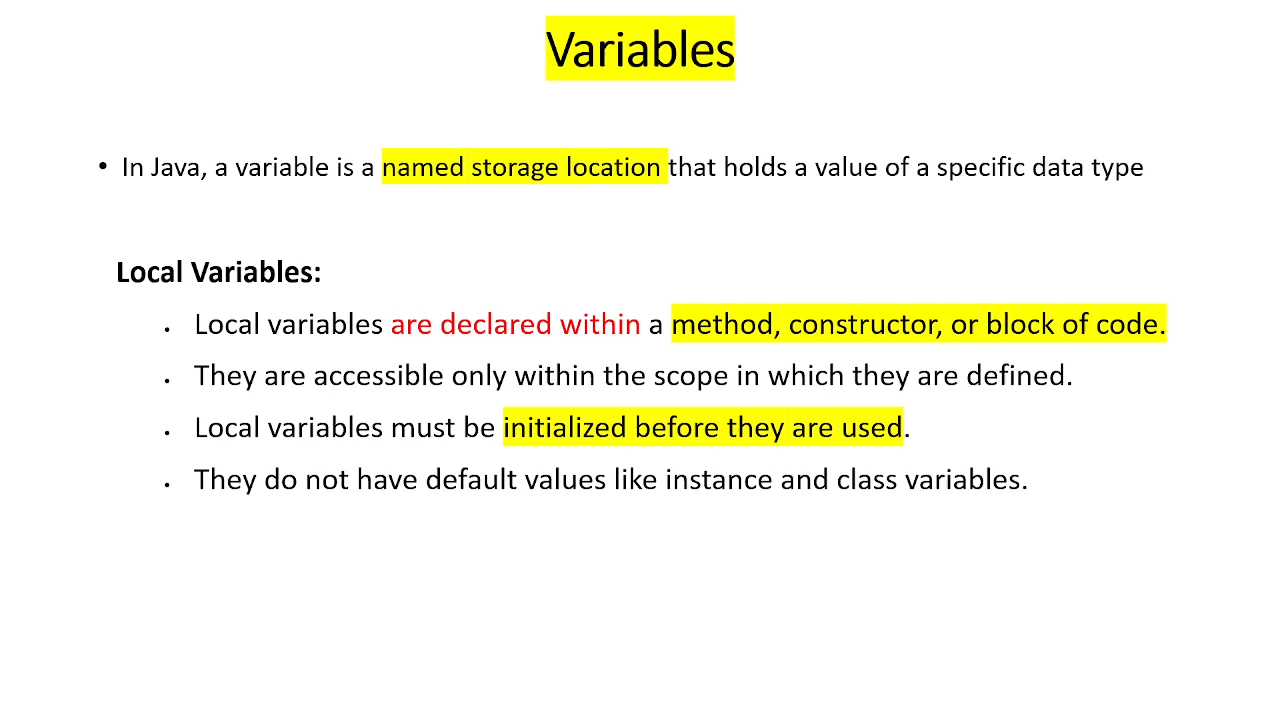 Variables
• In Java, a variable is a named storage location that holds a value of a specific data type
Local Variables:
• Local variables are declared within a method, constructor, or block of code.
• They are accessible only within the scope in which they are defined.
• Local variables must be initialized before they are used.
• They do not have default values like instance and class variables.